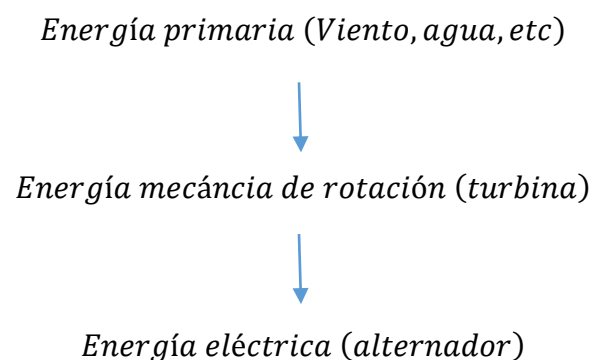 Energía primaria (Viento, agua, etc)
Energía mecáncia de rotación (turbina)
Energía eléctrica (alternador)